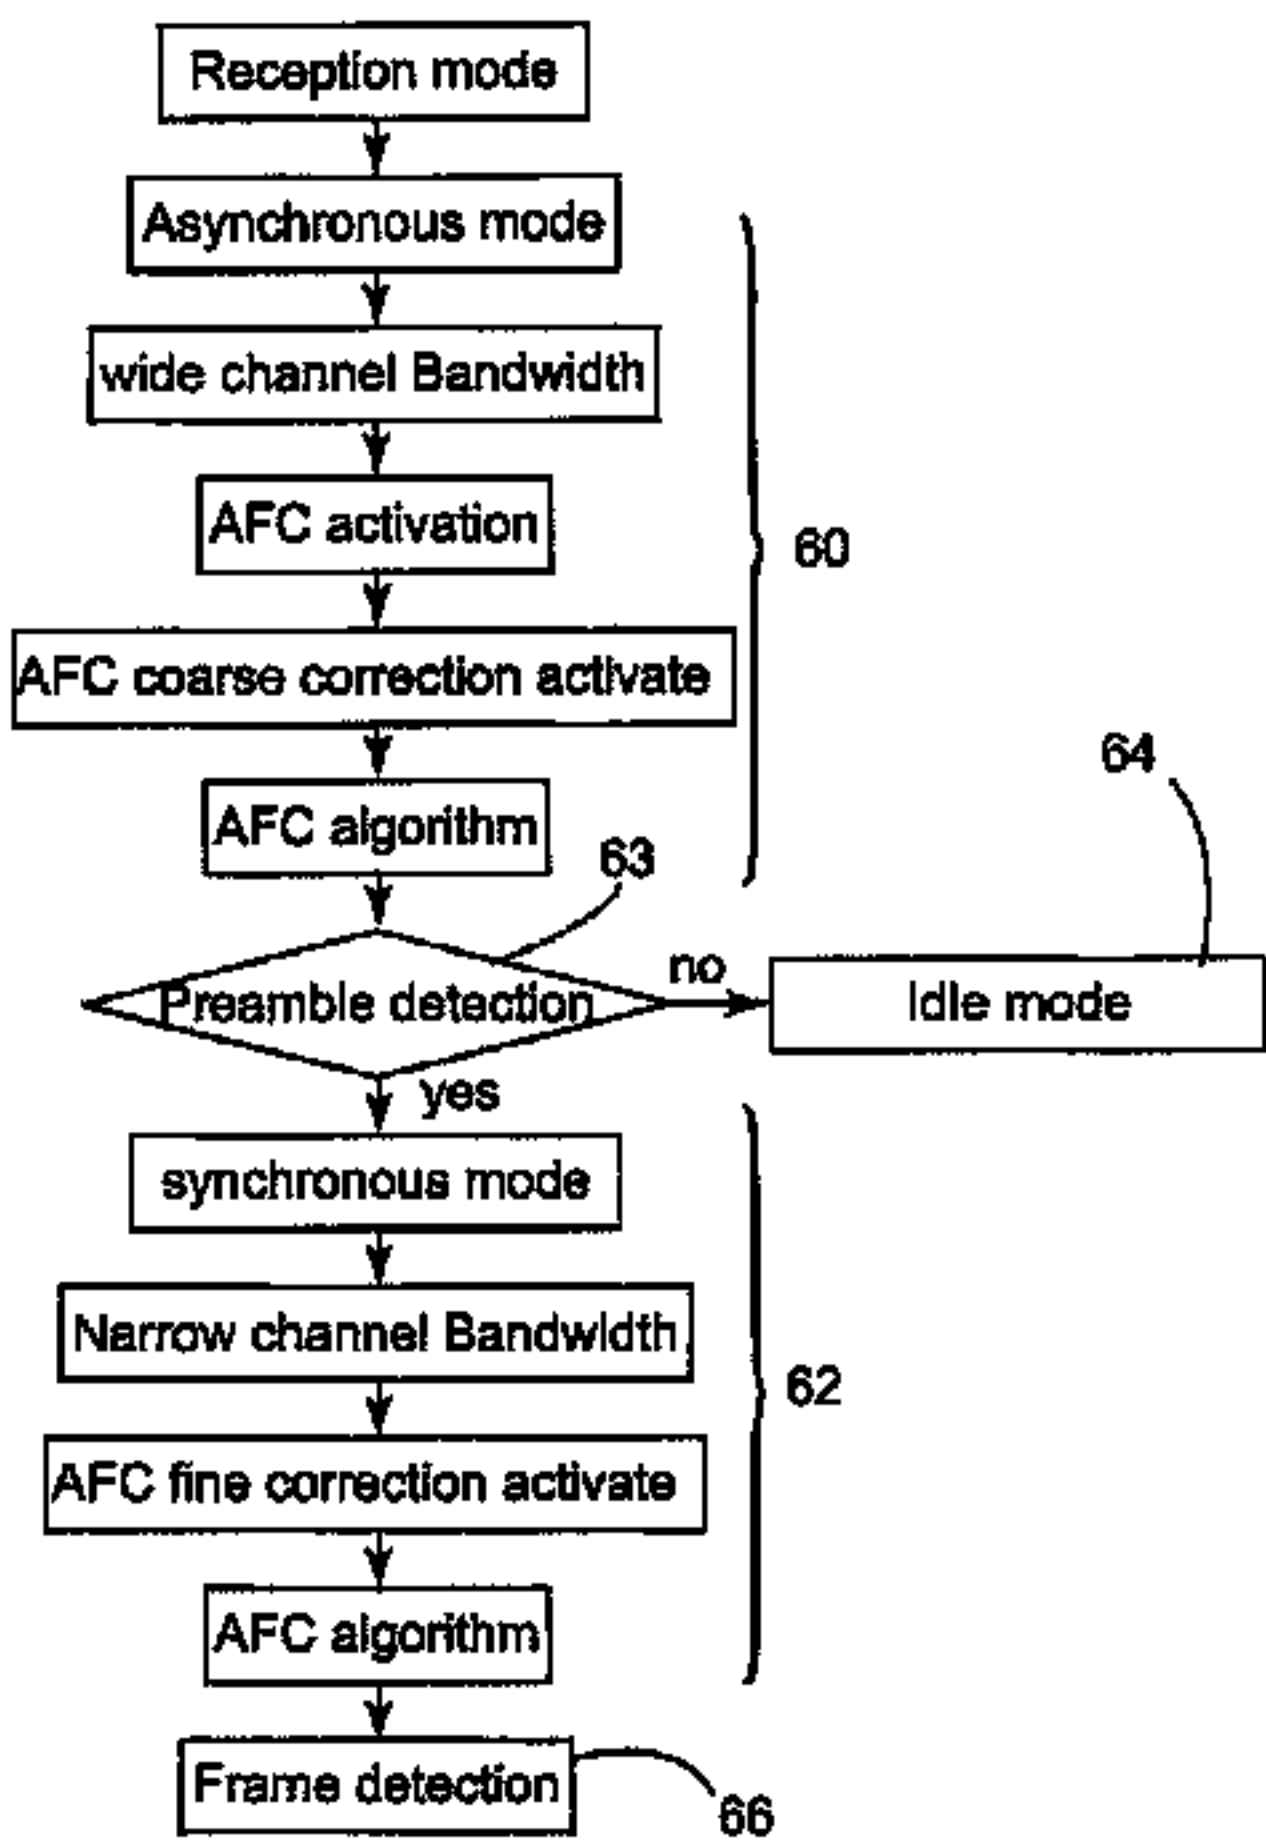 Reception mode
Asynchronous mode
wide channel Bandwidth
AFC activation
60
AFC coarse correction activate
64
AFC algorithm
63
Preamble detection
no
Idle mode
yes
synchronous mode
Narrow channel Bandwidth
62
AFC fine correction activate
AFC algorithm
Frame detection
66